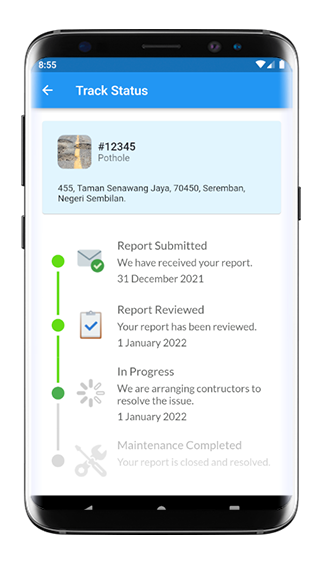 8:55
Track Status
#12345
Pothole
455, Taman Senawang Jaya, 70450, Seremban,
Negeri Sembilan.
Report Submitted
We have received your report.
31 December 2021
Report Reviewed
Your report has been reviewed.
1 January 2022
In Progress
We are arranging contructors to
resolve the issue.
1 January 2022
Maintenance Completed
Your report is closed and resolved.